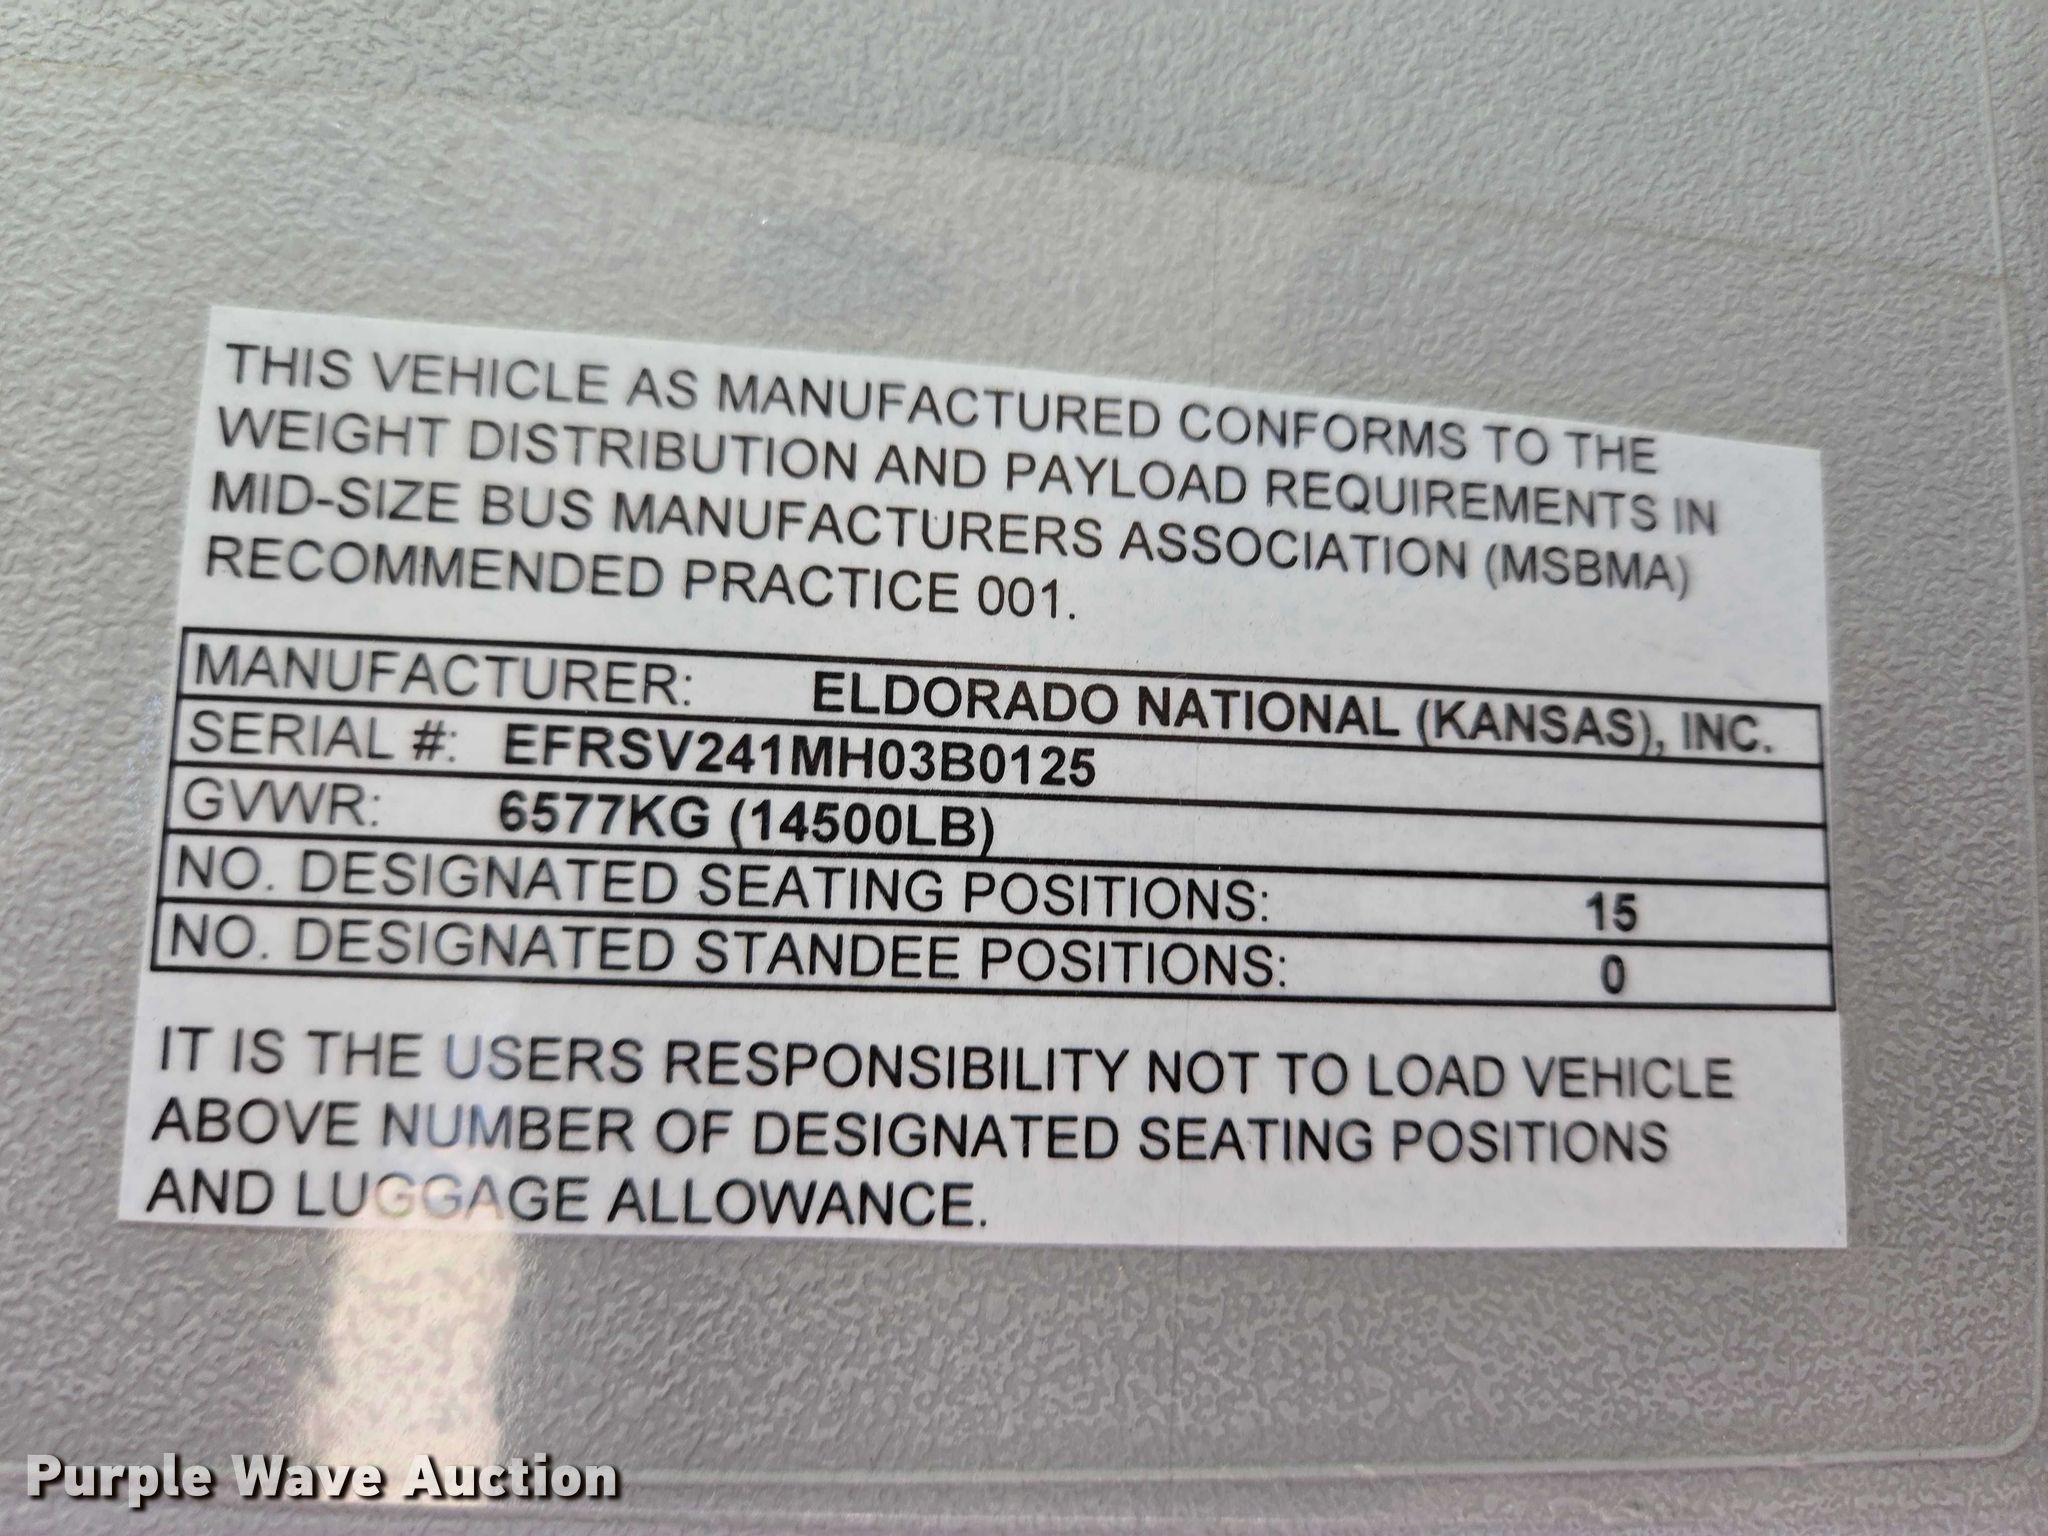 THIS VEHICLE AS MANUFACTURED CONFORMS TO THE
WEIGHT DISTRIBUTION AND PAYLOAD REQUIREMENTS IN
MID-SIZE BUS MANUFACTURERS ASSOCIATION (MSBMA)
RECOMMENDED PRACTICE 001.
MANUFACTURER: ELDORADO NATIONAL (KANSAS), INC.
SERIAL #: EFRSV241MH03B0125
GVWR: 6577KG (14500LB)
NO. DESIGNATED SEATING POSITIONS: 15
NO. DESIGNATED STANDEE POSITIONS: 0
IT IS THE USERS RESPONSIBILITY NOT TO LOAD VEHICLE
ABOVE NUMBER OF DESIGNATED SEATING POSITIONS
AND LUGGAGE ALLOWANCE.
Purple Wave Auction